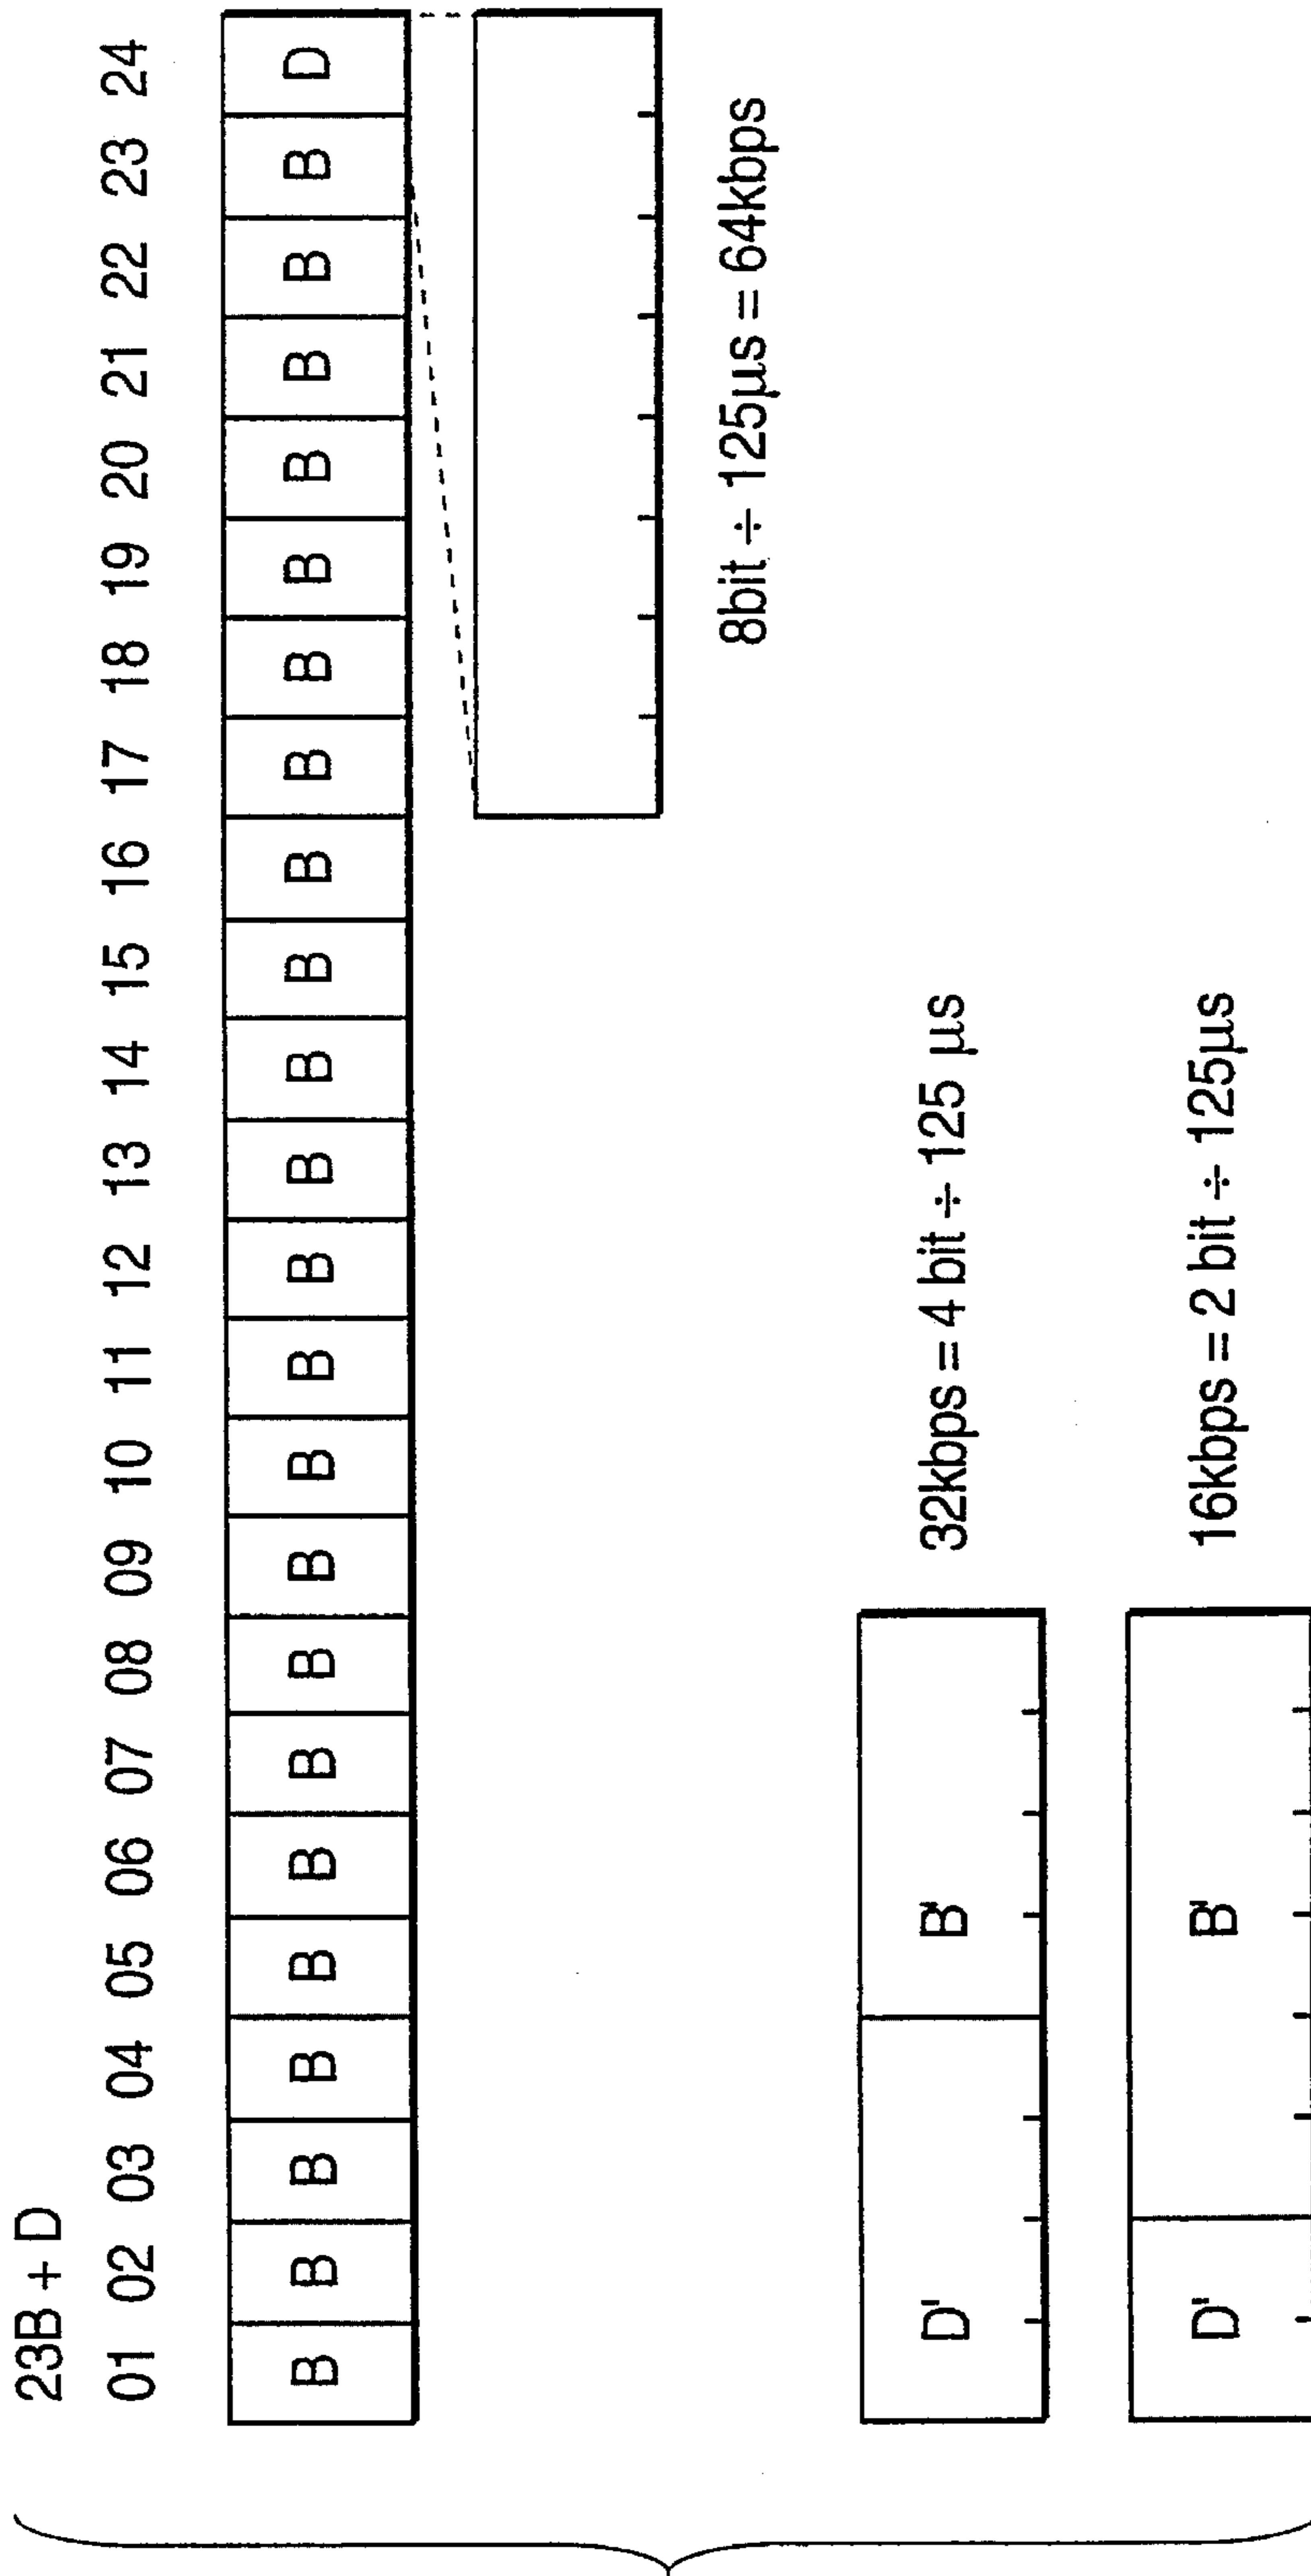 23B + D
01 02 03 04 05 06 07 08 09 10 11 12 13 14 15 16 17 18 19 20 21 22 23 24
B B B B B B B B B B B B B B B B B B B B B B B D
8bit ÷ 125µs = 64kbps
D' B' 32kbps = 4 bit ÷ 125 µs
D' B' 16kbps = 2 bit ÷ 125µs